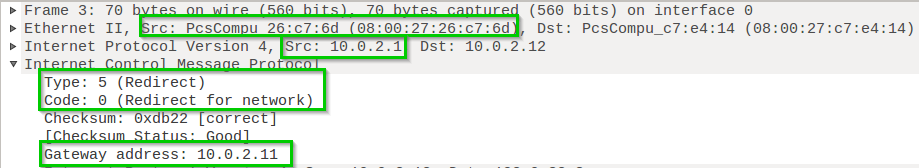 Frame 3: 70 bytes on wire (560 bits), 70 bytes captured (560 bits) on interface 0
Ethernet II, Src: PcsCompu_26:c7:6d (08:00:27:26:c7:6d), Dst: PcsCompu_c7:e4:14 (08:00:27:c7:e4:14)
Internet Protocol Version 4, Src: 10.0.2.1, Dst: 10.0.2.12
Internet Control Message Protocol
Type: 5 (Redirect)
Code: 0 (Redirect for network)
Checksum: 0xdb22 [correct]
[Checksum Status: Good]
Gateway address: 10.0.2.11